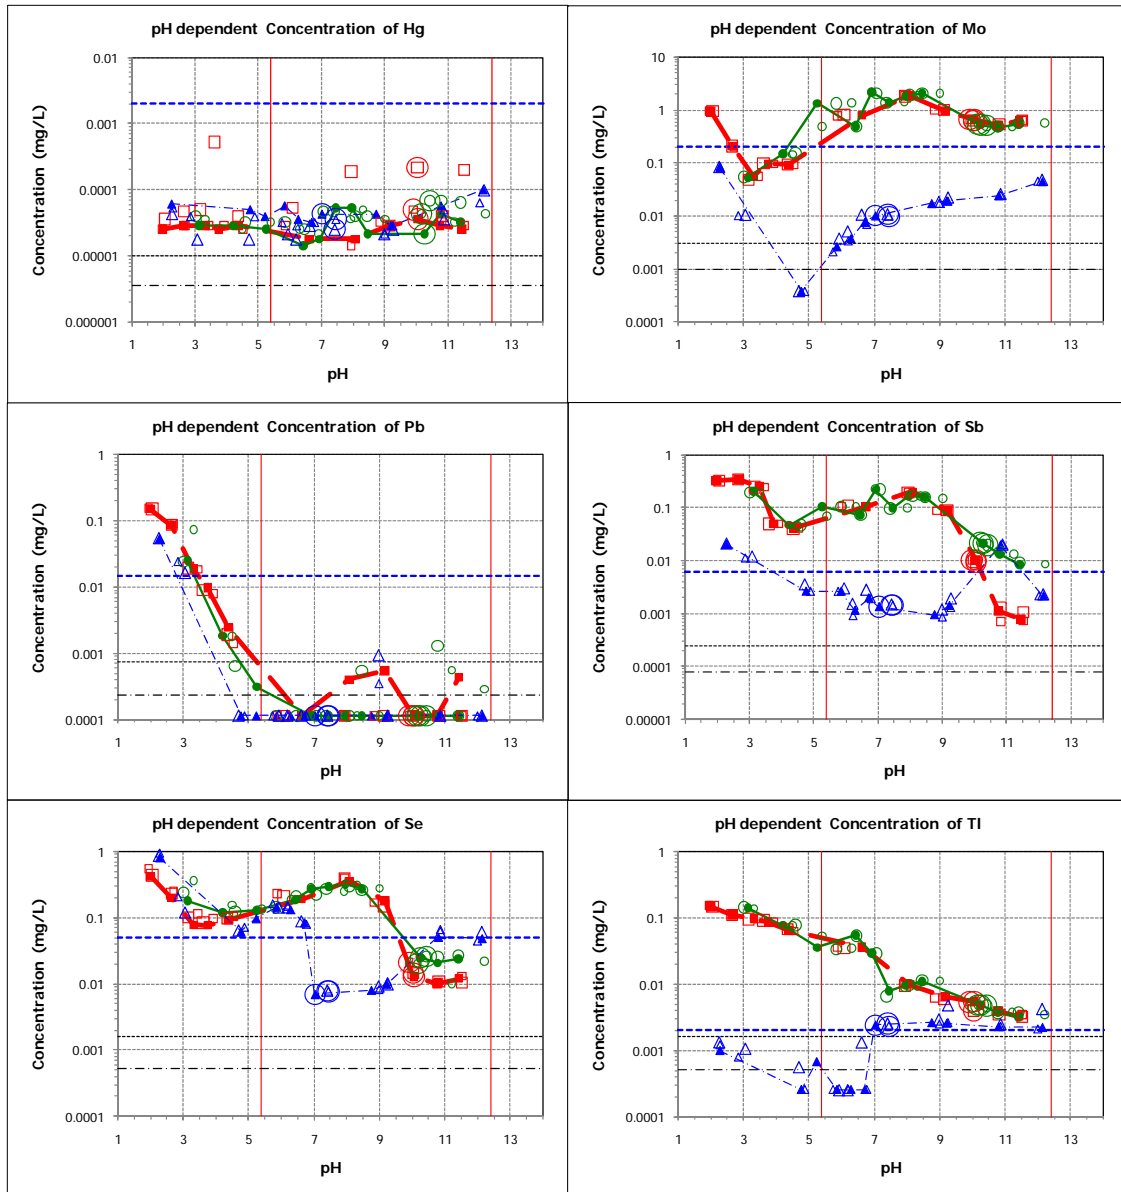 pH dependent Concentration of Hg
0.01
0.001
0.0001
0.00001
0.000001
Concentration (mg/L)
1 3 5 7 9 11 13
pH
pH dependent Concentration of Mo
10
1
0.1
0.01
0.001
0.0001
Concentration (mg/L)
1 3 5 7 9 11 13
pH
pH dependent Concentration of Pb
1
0.1
0.01
0.001
0.0001
Concentration (mg/L)
1 3 5 7 9 11 13
pH
pH dependent Concentration of Sb
1
0.1
0.01
0.001
0.0001
0.00001
Concentration (mg/L)
1 3 5 7 9 11 13
pH
pH dependent Concentration of Se
1
0.1
0.01
0.001
0.0001
Concentration (mg/L)
1 3 5 7 9 11 13
pH
pH dependent Concentration of Tl
1
0.1
0.01
0.001
0.0001
Concentration (mg/L)
1 3 5 7 9 11 13
pH